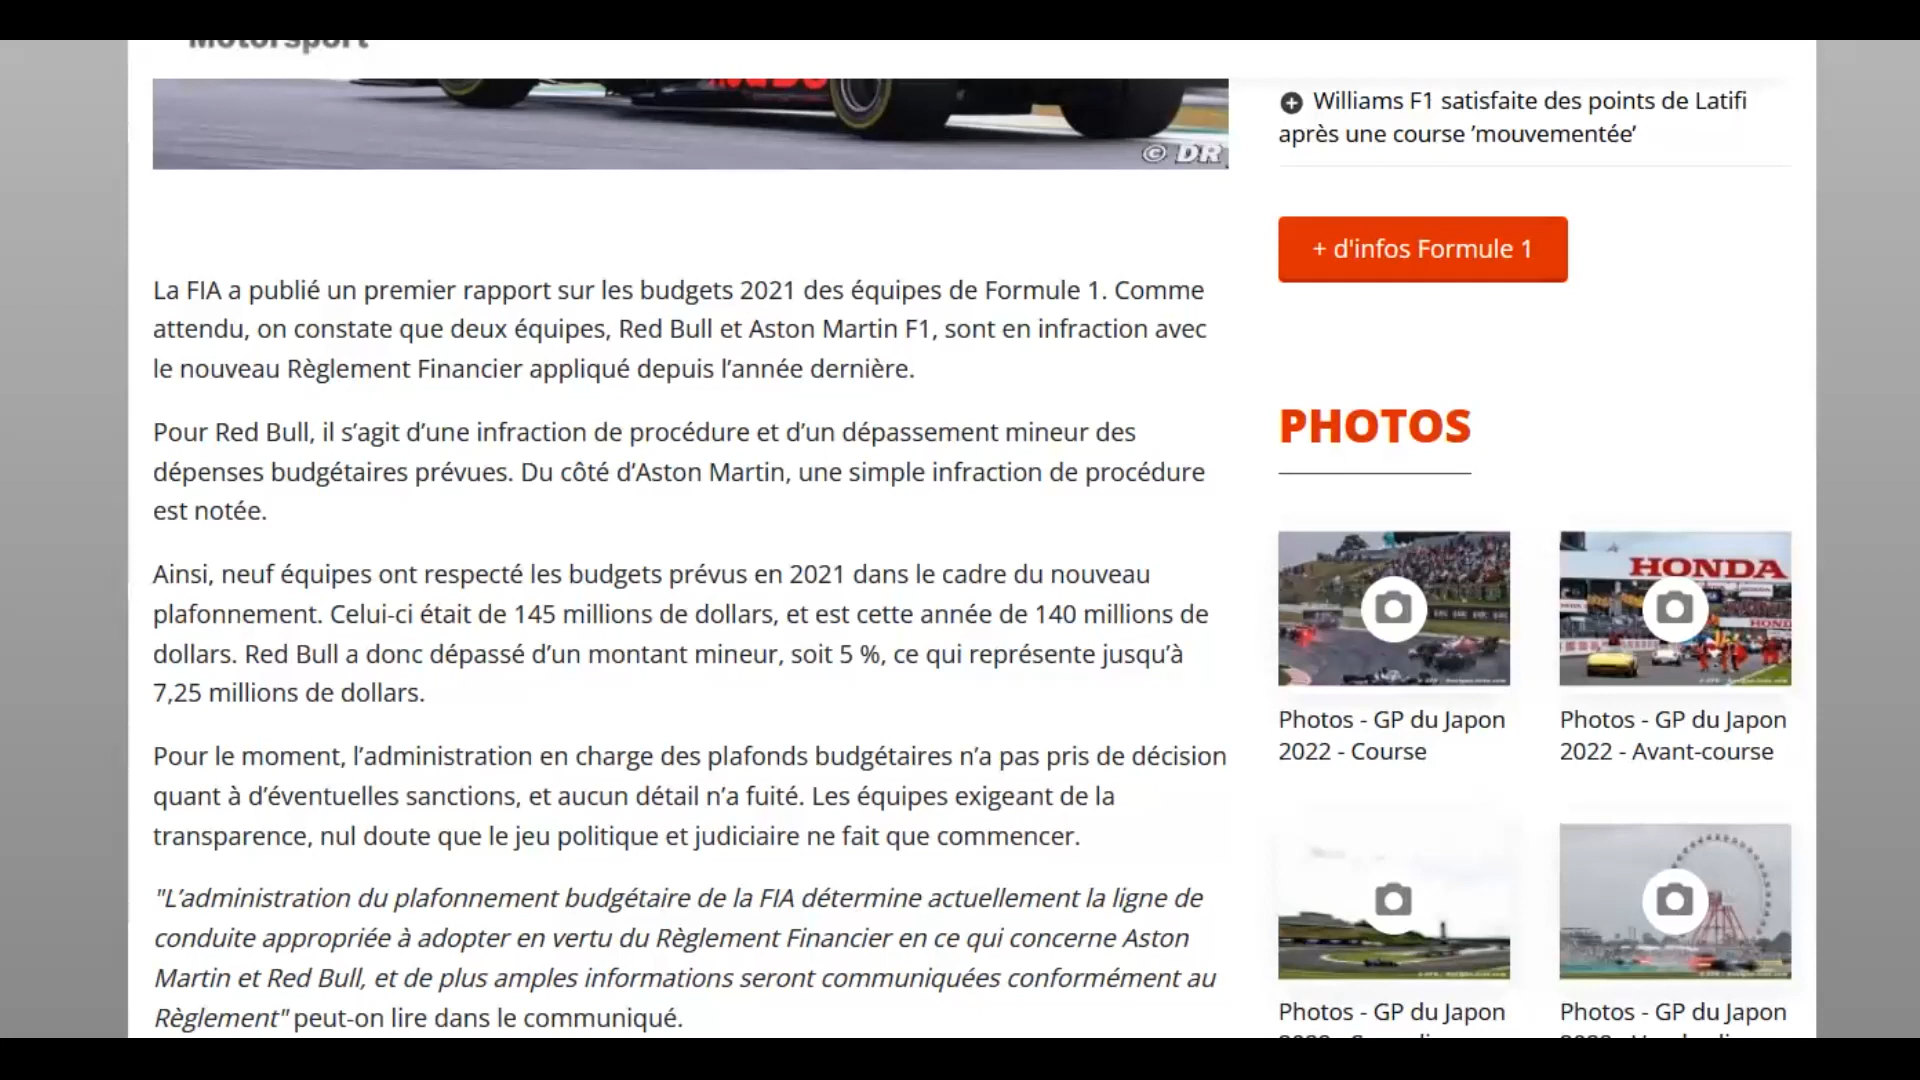 Motorsport
© DR
La FIA a publié un premier rapport sur les budgets 2021 des équipes de Formule 1. Comme
attendu, on constate que deux équipes, Red Bull et Aston Martin F1, sont en infraction avec
le nouveau Règlement Financier appliqué depuis l’année dernière.
Pour Red Bull, il s’agit d’une infraction de procédure et d’un dépassement mineur des
dépenses budgétaires prévues. Du côté d’Aston Martin, une simple infraction de procédure
est notée.
Ainsi, neuf équipes ont respecté les budgets prévus en 2021 dans le cadre du nouveau
plafonnement. Celui-ci était de 145 millions de dollars, et est cette année de 140 millions de
dollars. Red Bull a donc dépassé d’un montant mineur, soit 5 %, ce qui représente jusqu’à
7,25 millions de dollars.
Pour le moment, l’administration en charge des plafonds budgétaires n’a pas pris de décision
quant à d’éventuelles sanctions, et aucun détail n’a fuité. Les équipes exigeant de la
transparence, nul doute que le jeu politique et judiciaire ne fait que commencer.
"L’administration du plafonnement budgétaire de la FIA détermine actuellement la ligne de
conduite appropriée à adopter en vertu du Règlement Financier en ce qui concerne Aston
Martin et Red Bull, et de plus amples informations seront communiquées conformément au
Règlement" peut-on lire dans le communiqué.
Williams F1 satisfaite des points de Latifi
après une course ’mouvementée’
+ d'infos Formule 1
PHOTOS
HONDA
Photos - GP du Japon
2022 - Course
Photos - GP du Japon
2022 - Avant-course
Photos - GP du Japon
Photos - GP du Japon